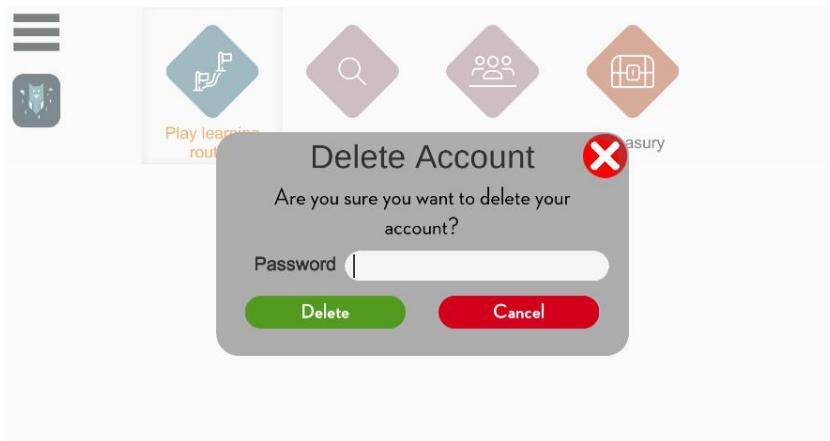 Play learning
rout
asury
Delete Account
Are you sure you want to delete your
account?
Password
Delete
Cancel